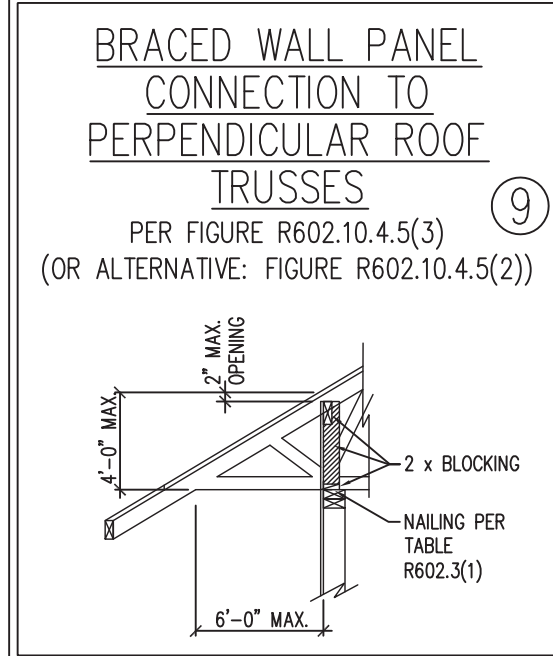 BRACED WALL PANEL
CONNECTION TO
PERPENDICULAR ROOF
TRUSSES
9
PER FIGURE R602.10.4.5(3)
(OR ALTERNATIVE: FIGURE R602.10.4.5(2))
2" MAX.
OPENING
4'-0" MAX.
2 x BLOCKING
NAILING PER
TABLE
R602.3(1)
6'-0" MAX.